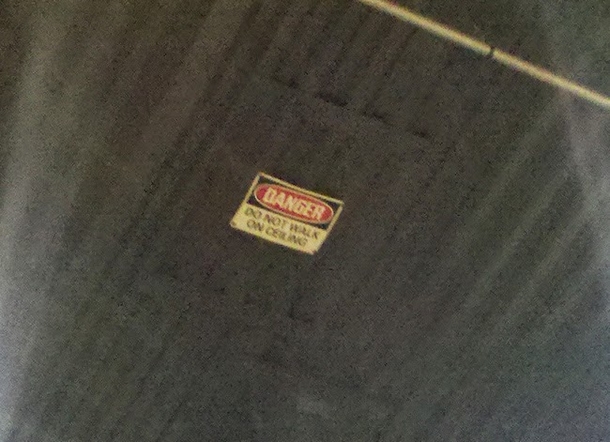 DANGER
DO NOT WALK
ON CEILING